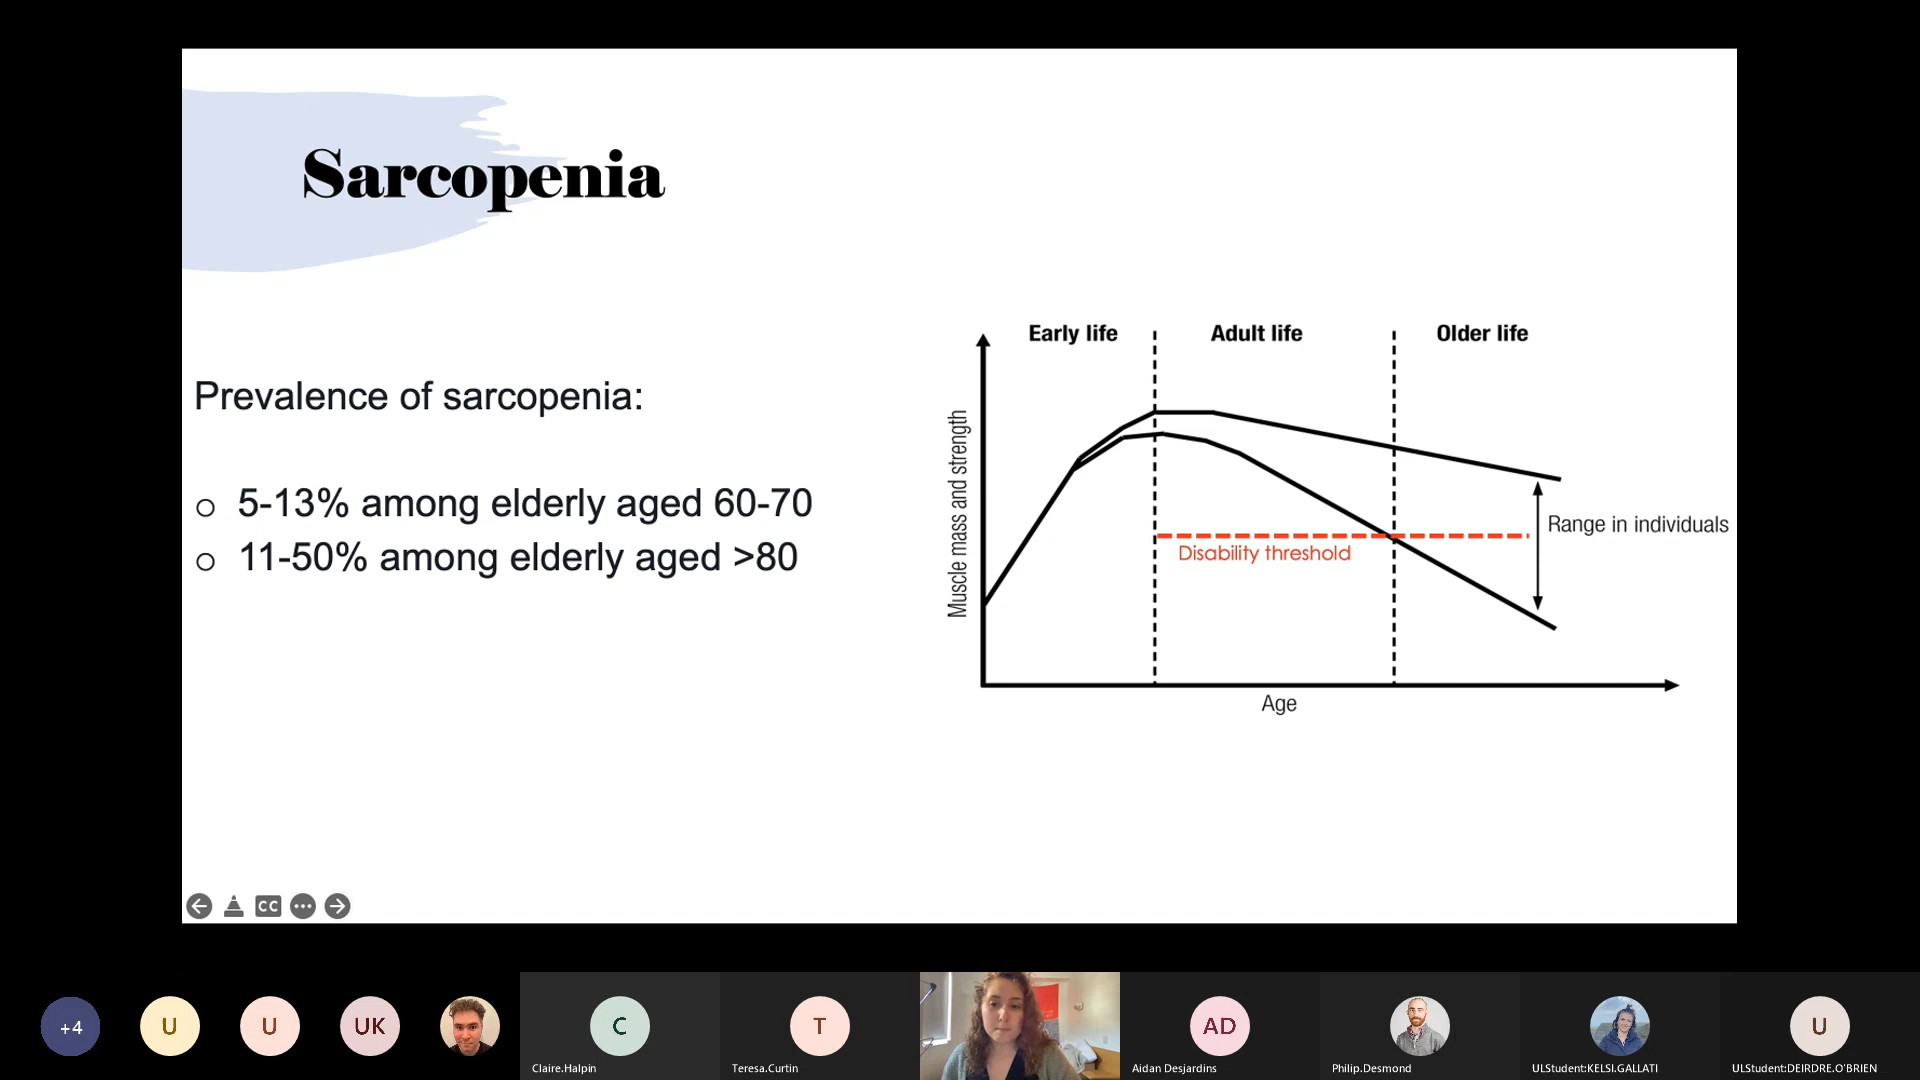 Sarcopenia
Prevalence of sarcopenia:
o 5-13% among elderly aged 60-70
o 11-50% among elderly aged >80
Early life
Adult life
Older life
Muscle mass and strength
Disability threshold
Range in individuals
Age
CC
+4
U
U
UK
C
Claire.Halpin
T
Teresa.Curtin
AD
Aidan Desjardins
Philip.Desmond
ULStudent:KELSI.GALLATI
U
ULStudent:DEIRDRE.O'BRIEN